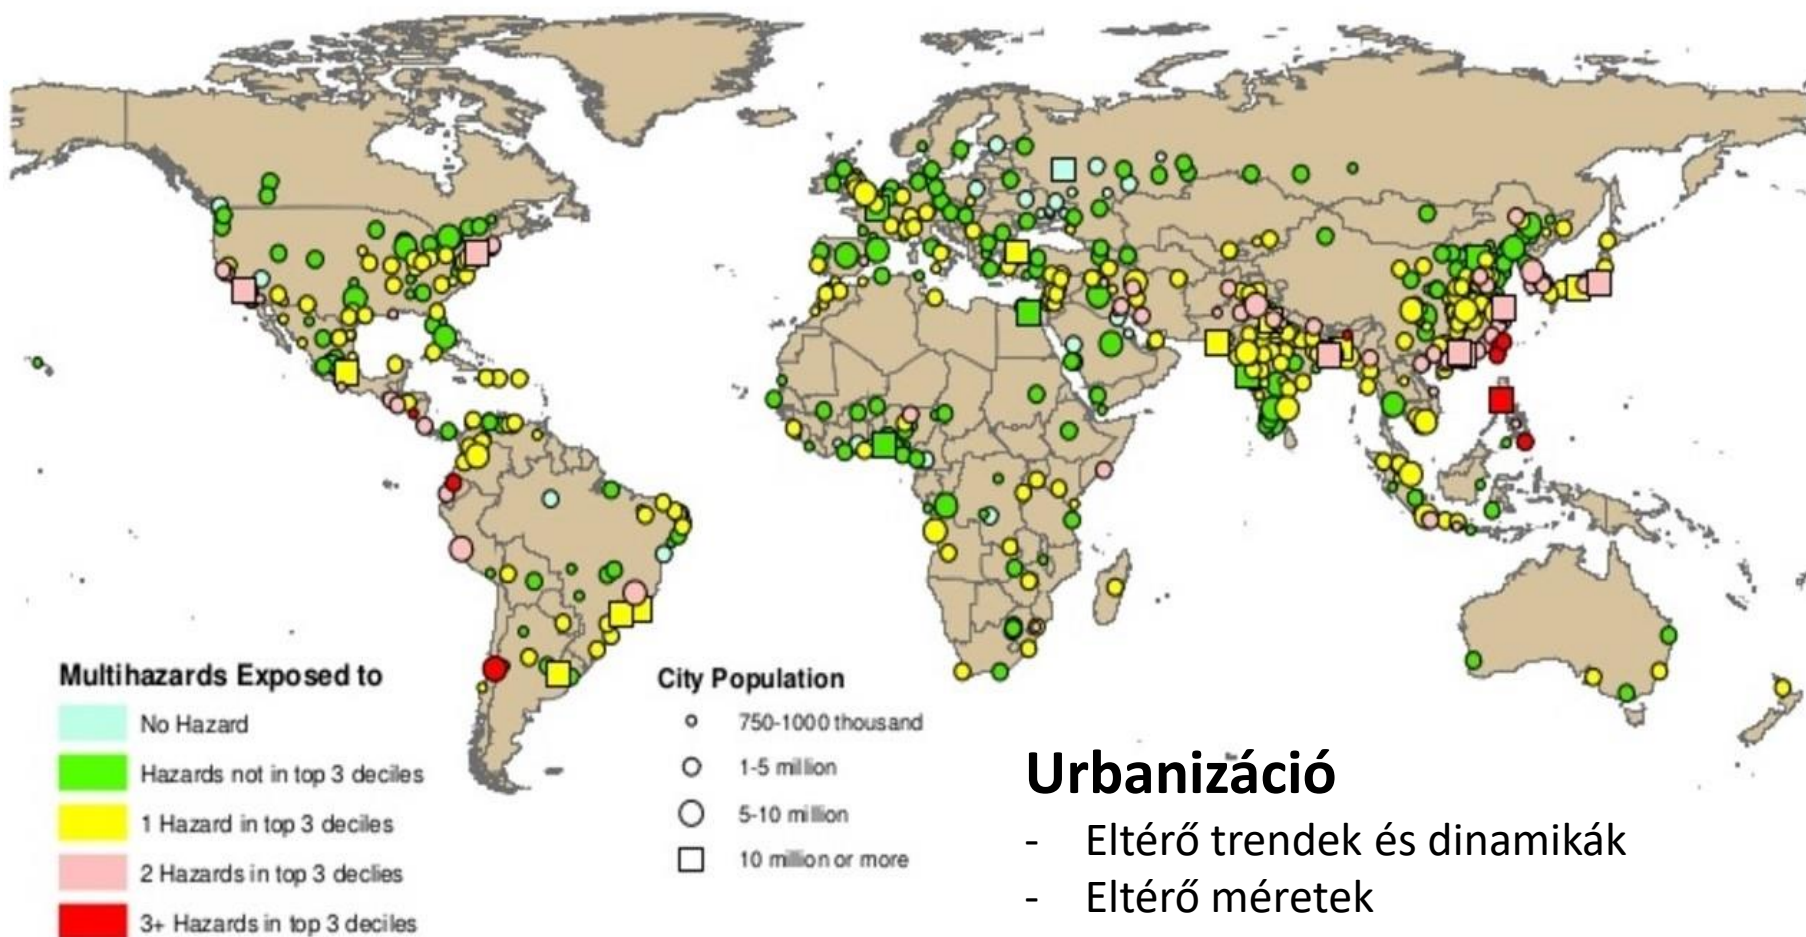 Multihazards Exposed to
No Hazard
Hazards not in top 3 deciles
1 Hazard in top 3 deciles
2 Hazards in top 3 declies
3+ Hazards in top 3 deciles
City Population
750-1000 thousand
1-5 million
5-10 million
10 million or more
Urbanizáció
- Eltérő trendek és dinamikák
- Eltérő méretek